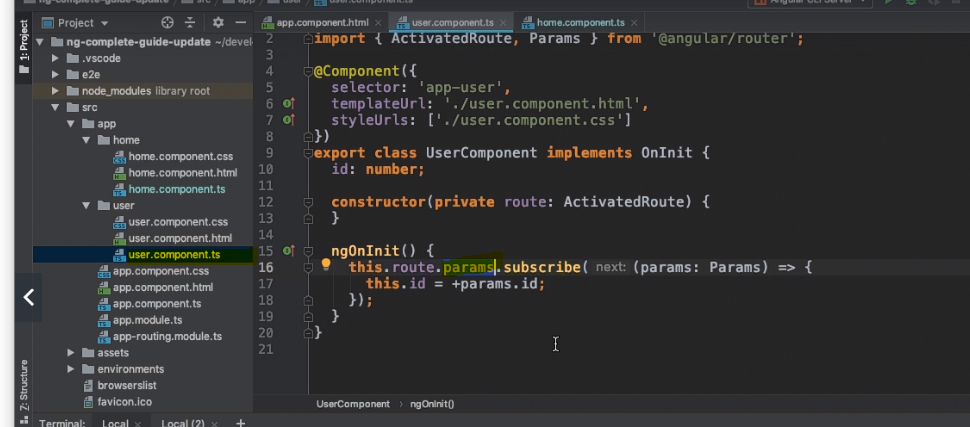 ng-complete-guide-update
src
app
user
user.component.ts
Angular CLI Server
1: Project
Project
app.component.html
user.component.ts
home.component.ts
ng-complete-guide-update ~/devel
.vscode
e2e
node_modules library root
src
app
home
home.component.css
home.component.html
home.component.ts
user
user.component.css
user.component.html
user.component.ts
app.component.css
app.component.html
app.component.ts
app.module.ts
app-routing.module.ts
assets
environments
browserslist
favicon.ico
2 import { ActivatedRoute, Params } from '@angular/router';
3
4 @Component({
5 selector: 'app-user',
6 templateUrl: './user.component.html',
7 styleUrls: ['./user.component.css']
8 })
9 export class UserComponent implements OnInit {
10 id: number;
11
12 constructor(private route: ActivatedRoute) {
13 }
14
15 ngOnInit() {
16 this.route.params.subscribe( next: (params: Params) => {
17 this.id = +params.id;
18 });
19 }
20 }
21
UserComponent › ngOnInit()
7: Structure
Terminal: Local × Local (2) × +